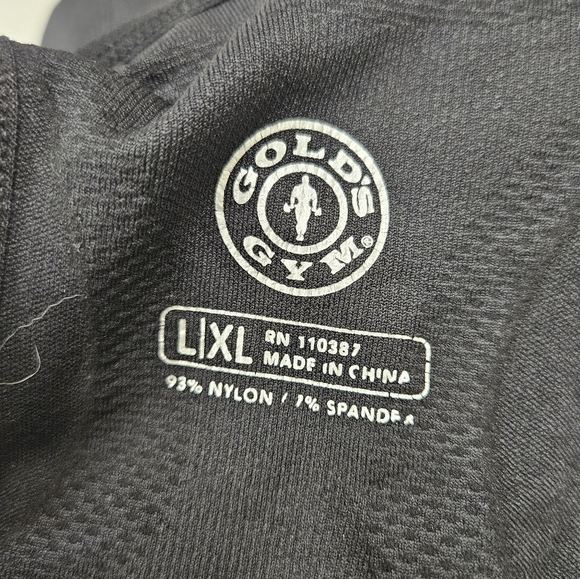 GOLD'S
GYM®
L|XL
RN 110387
MADE IN CHINA
93% NYLON / 7% SPANDEX